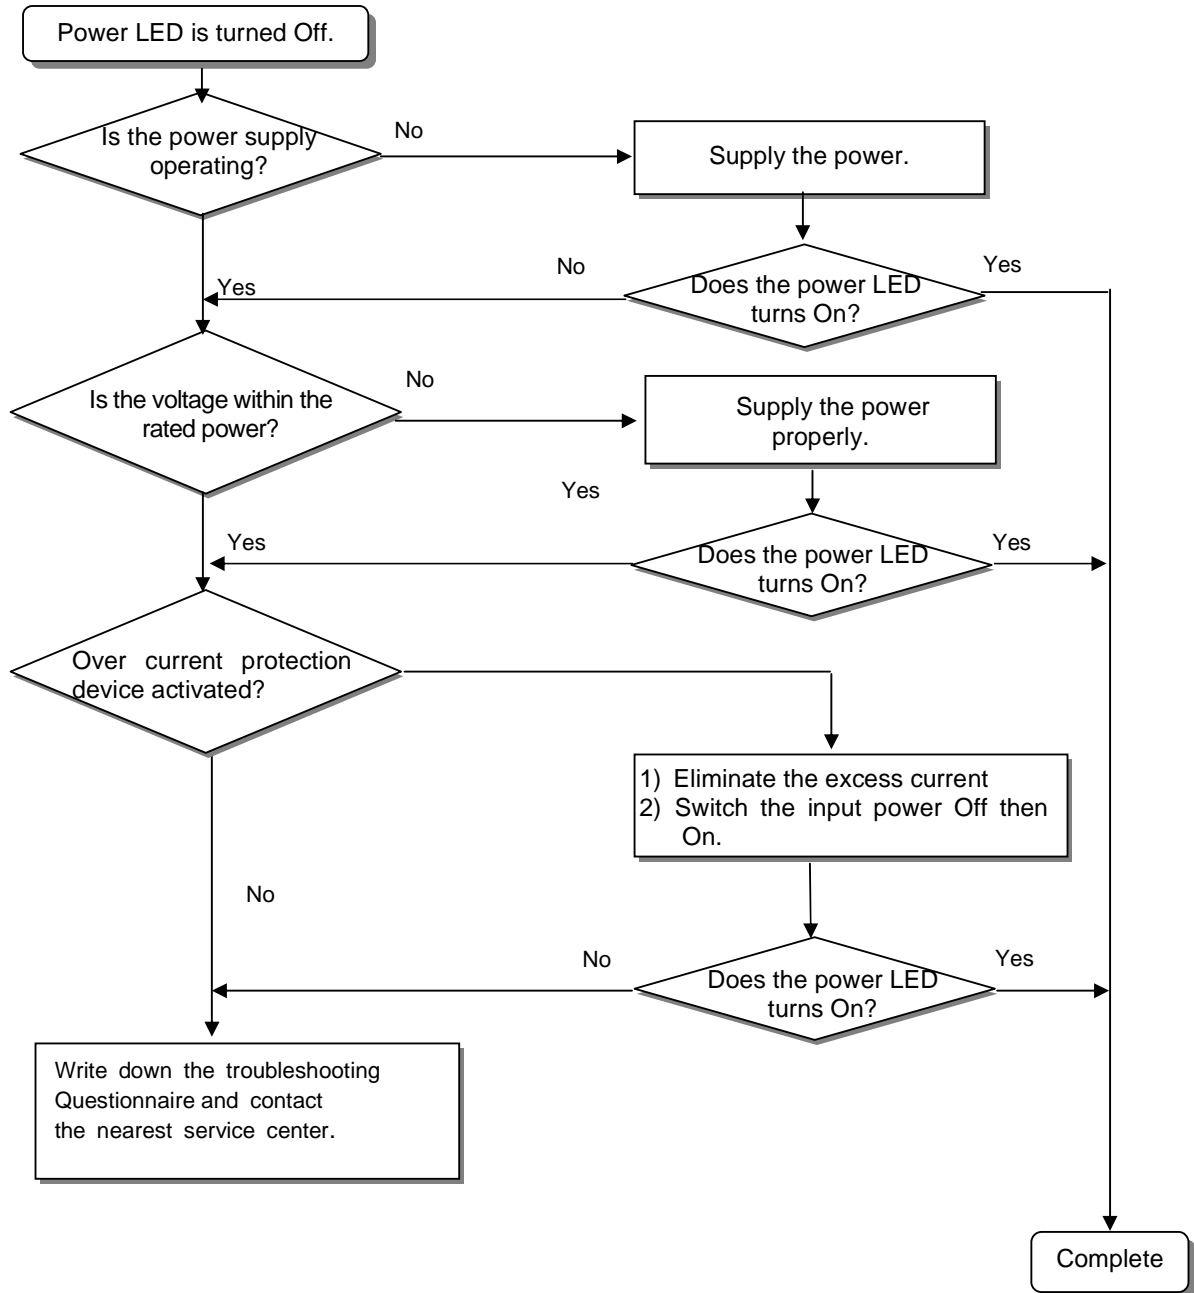 Power LED is turned Off.
Is the power supply
operating?
No
Supply the power.
Yes
No
Does the power LED
turns On?
Yes
Is the voltage within the
rated power?
No
Supply the power
properly.
Yes
Yes
Does the power LED
turns On?
Yes
Over current protection
device activated?
1) Eliminate the excess current
2) Switch the input power Off then
On.
No
No
Does the power LED
turns On?
Yes
Write down the troubleshooting
Questionnaire and contact
the nearest service center.
Complete